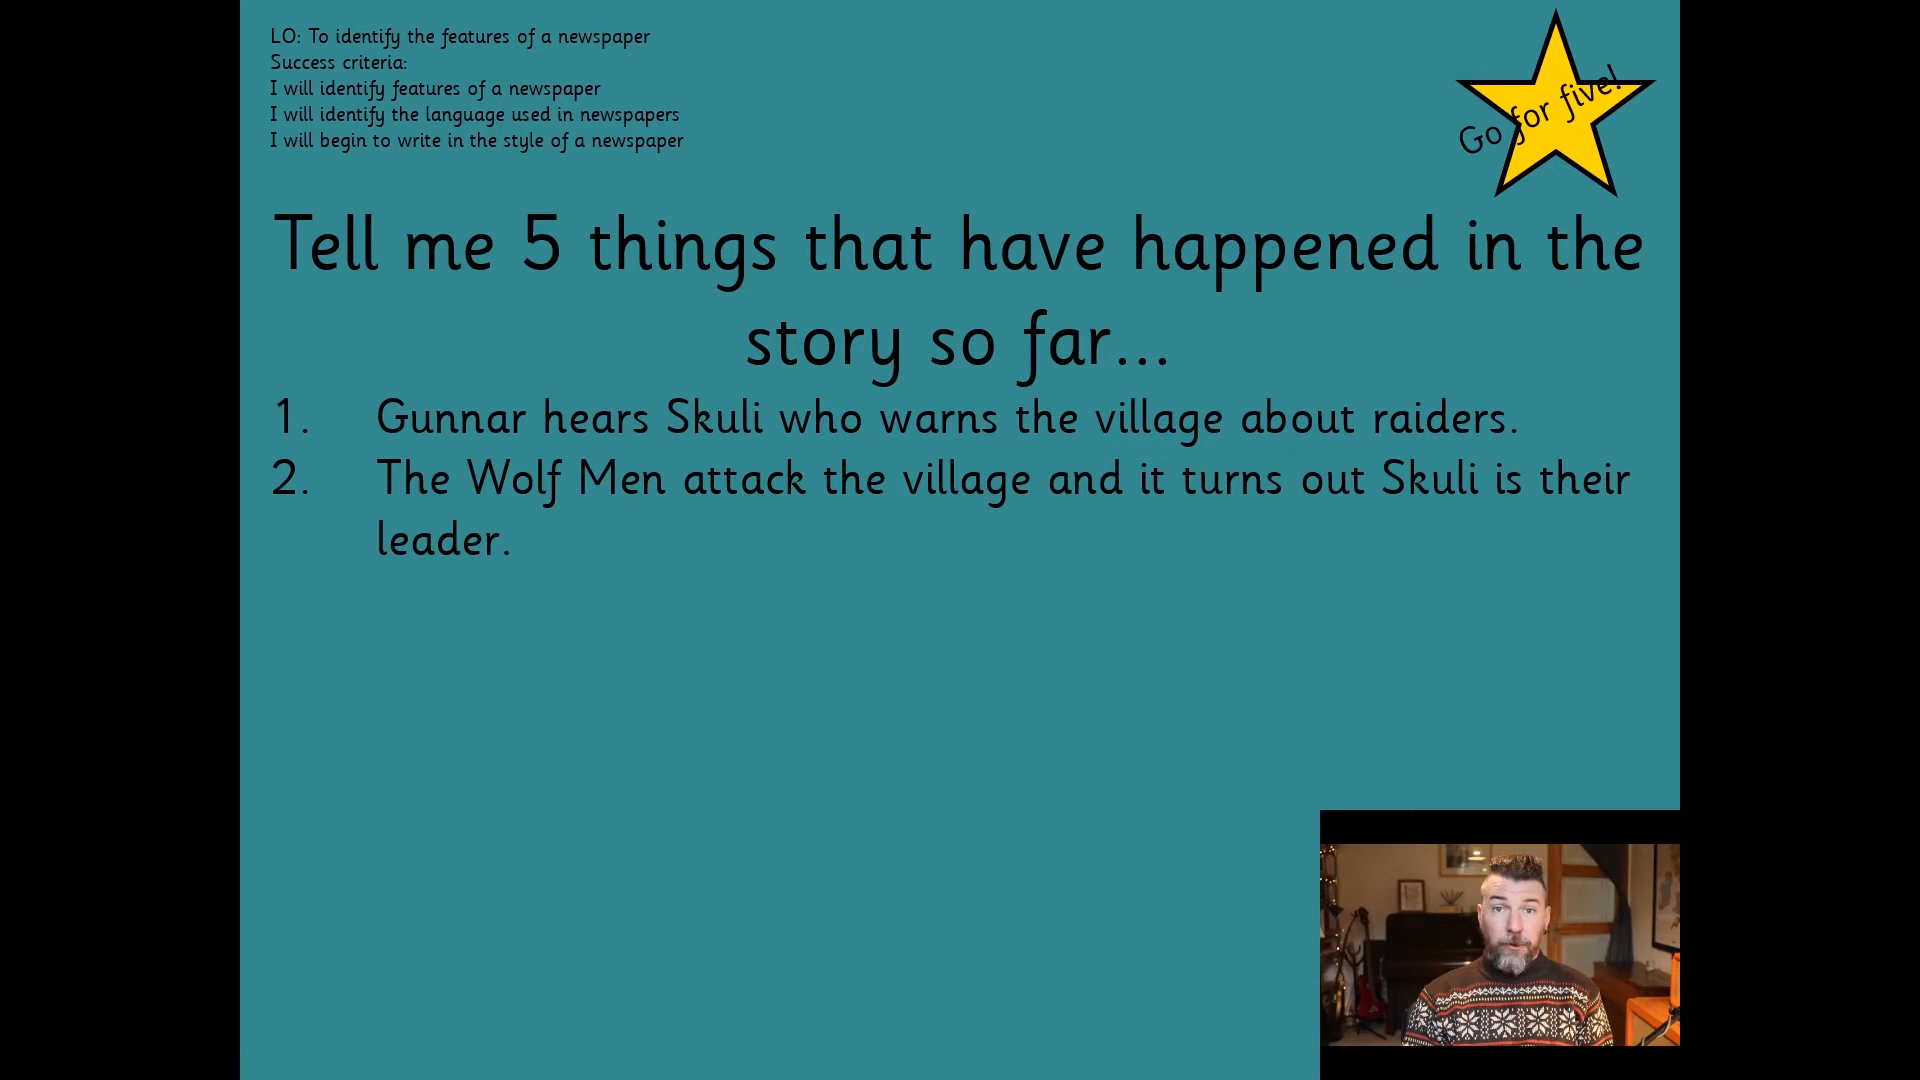 LO: To identify the features of a newspaper
Success criteria:
I will identify features of a newspaper
I will identify the language used in newspapers
I will begin to write in the style of a newspaper
Go for five!
Tell me 5 things that have happened in the
story so far...
1. Gunnar hears Skuli who warns the village about raiders.
2. The Wolf Men attack the village and it turns out Skuli is their
leader.